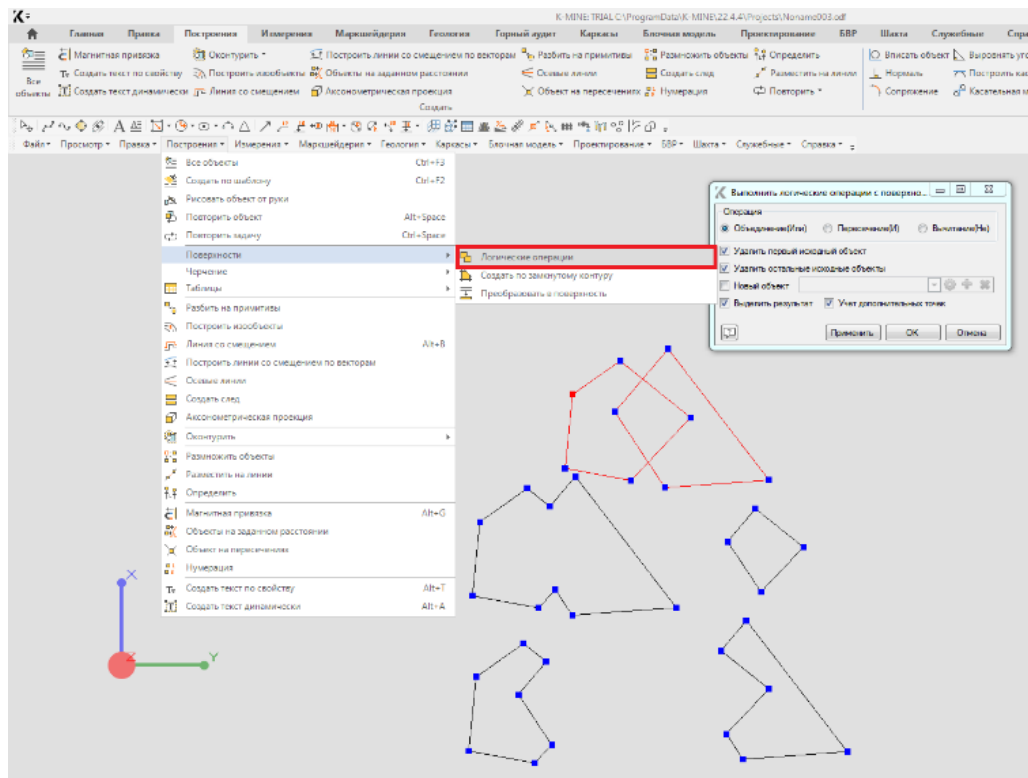 K-MINE: TRIAL C:\ProgramData\K-MINE\22.4.4\Projects\Noname003.odf
Главная Правка Построения Измерения Маркшейдерия Геология Горный аудит Каркасы Блочная модель Проектирование БВР Шахта Служебные Спра
Магнитная привязка Оконтурить Построить линии со смещением по векторам Разбить на примитивы Размножить объекты Определить Вписать объект Выровнять уго
Все объекты
Создать текст по свойству Построить изообъекты Объекты на заданном расстоянии Осевые линии Создать след Разместить на линии Нормаль Построить кас
Создать текст динамически Линия со смещением Аксонометрическая проекция Объект на пересечениях Нумерация Повторить Сопряжение Касательная м
Создать
Файл Просмотр Правка Построения Измерения Маркшейдерия Геология Каркасы Блочная модель Проектирование БВР Шахта Служебные Справка
Все объекты Ctrl+F3
Создать по шаблону Ctrl+F2
Рисовать объект от руки
Повторить объект Alt+Space
Повторить задачу Ctrl+Space
Поверхности
Черчение
Таблицы
Разбить на примитивы
Построить изообъекты
Линия со смещением Alt+B
Построить линии со смещением по векторам
Осевые линии
Создать след
Аксонометрическая проекция
Оконтурить
Размножить объекты
Разместить на линии
Определить
Магнитная привязка Alt+G
Объекты на заданном расстоянии
Объект на пересечениях
Нумерация
Создать текст по свойству Alt+T
Создать текст динамически Alt+A
Логические операции
Создать по замкнутому контуру
Преобразовать в поверхность
Выполнить логические операции с поверхно...
Операция
Объединение(Или) Пересечение(И) Вычитание(Не)
Удалить первый исходный объект
Удалить остальные исходные объекты
Новый объект
Выделить результат Учет дополнительных точек
Применить OK Отмена
X
Z Y